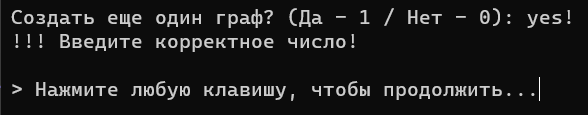 Создать еще один граф? (Да - 1 / Нет - 0): yes!
!!! Введите корректное число!
> Нажмите любую клавишу, чтобы продолжить...